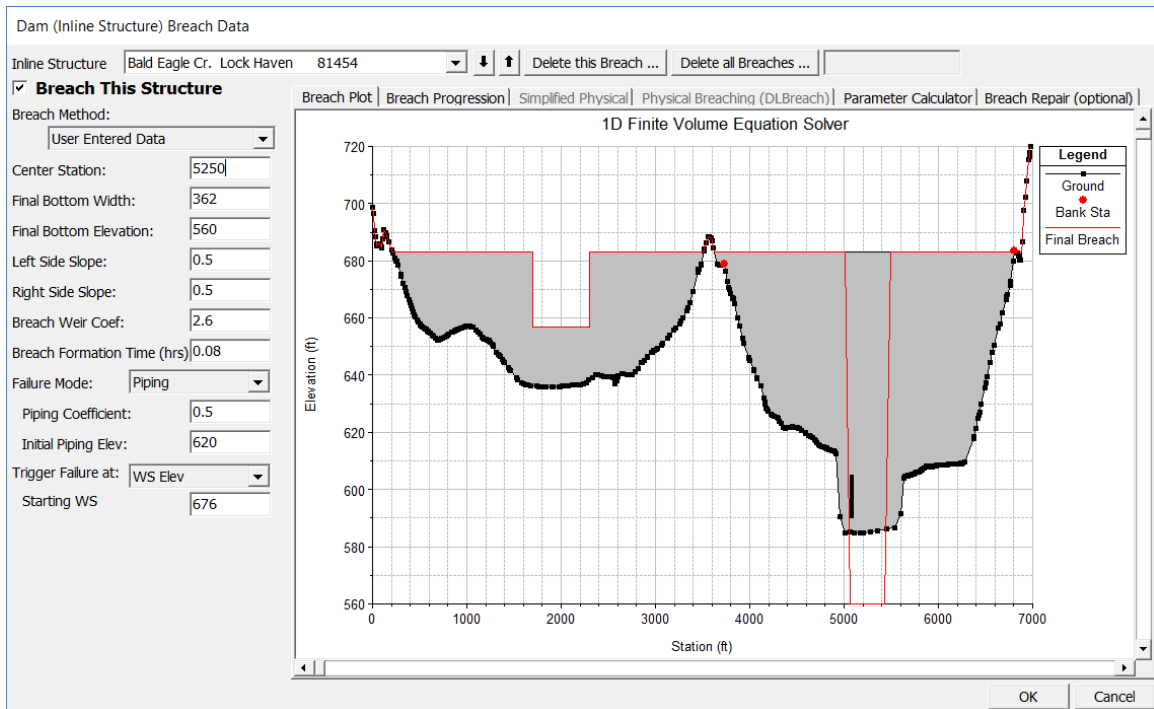 Dam (Inline Structure) Breach Data
Inline Structure Bald Eagle Cr. Lock Haven 81454 Delete this Breach ... Delete all Breaches ...
Breach This Structure
Breach Method:
User Entered Data
Center Station: 5250
Final Bottom Width: 362
Final Bottom Elevation: 560
Left Side Slope: 0.5
Right Side Slope: 0.5
Breach Weir Coef: 2.6
Breach Formation Time (hrs) 0.08
Failure Mode: Piping
Piping Coefficient: 0.5
Initial Piping Elev: 620
Trigger Failure at: WS Elev
Starting WS 676
Breach Plot Breach Progression Simplified Physical Physical Breaching (DLBreach) Parameter Calculator Breach Repair (optional)
1D Finite Volume Equation Solver
720
700
680
660
640
620
600
580
560
Elevation (ft)
0 1000 2000 3000 4000 5000 6000 7000
Station (ft)
Legend
Ground
Bank Sta
Final Breach
OK Cancel